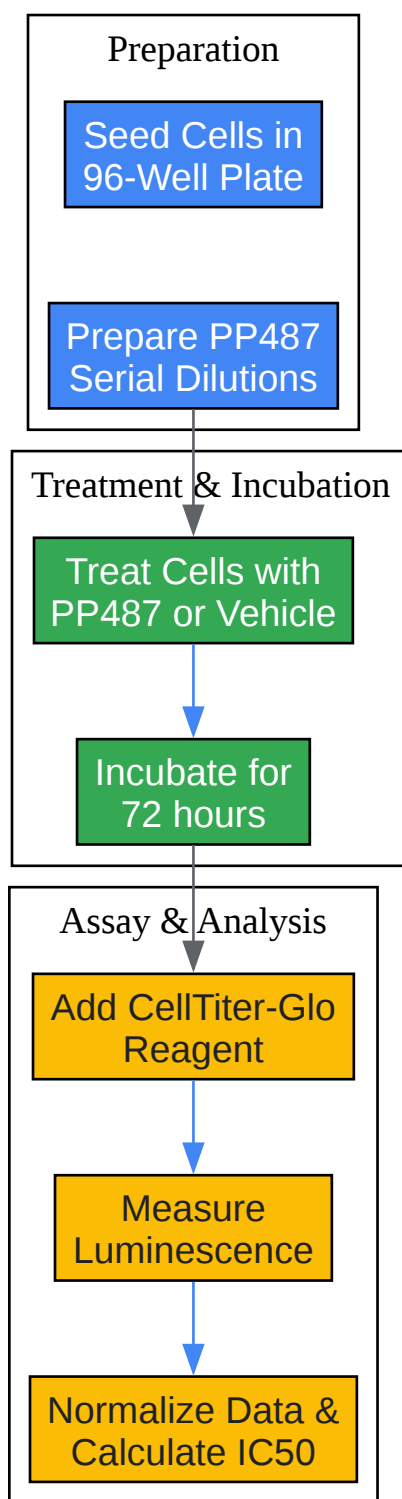 Preparation
Seed Cells in
96-Well Plate
Prepare PP487
Serial Dilutions
Treatment & Incubation
Treat Cells with
PP487 or Vehicle
Incubate for
72 hours
Assay & Analysis
Add CellTiter-Glo
Reagent
Measure
Luminescence
Normalize Data &
Calculate IC50